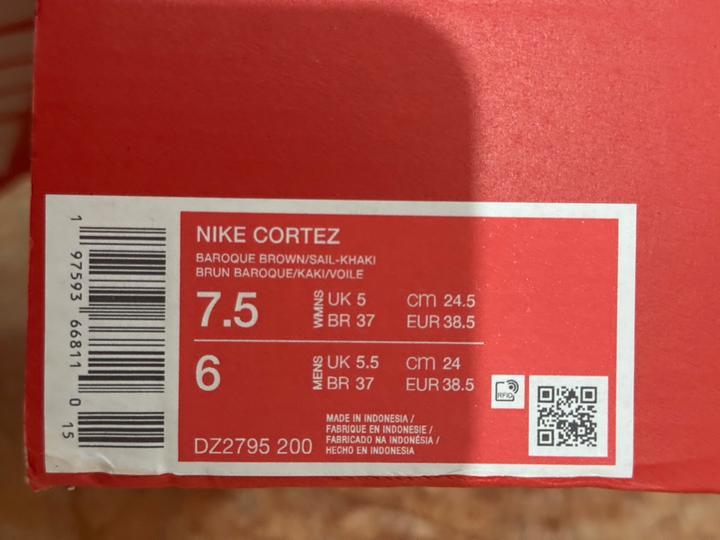 NIKE CORTEZ
BAROQUE BROWN/SAIL-KHAKI
BRUN BAROQUE/KAKI/VOILE
7.5 WMNS UK 5 cm 24.5
BR 37 EUR 38.5
6 MENS UK 5.5 cm 24
BR 37 EUR 38.5
MADE IN INDONESIA /
FABRIQUE EN INDONESIE /
FABRICADO NA INDONÉSIA /
HECHO EN INDONESIA
DZ2795 200
RFID
1 97593 66811 0 15